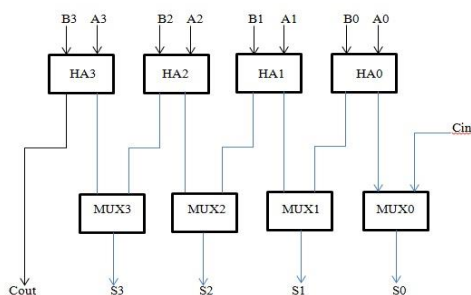 B3 A3 B2 A2 B1 A1 B0 A0
HA3 HA2 HA1 HA0
Cin
MUX3 MUX2 MUX1 MUX0
Cout S3 S2 S1 S0